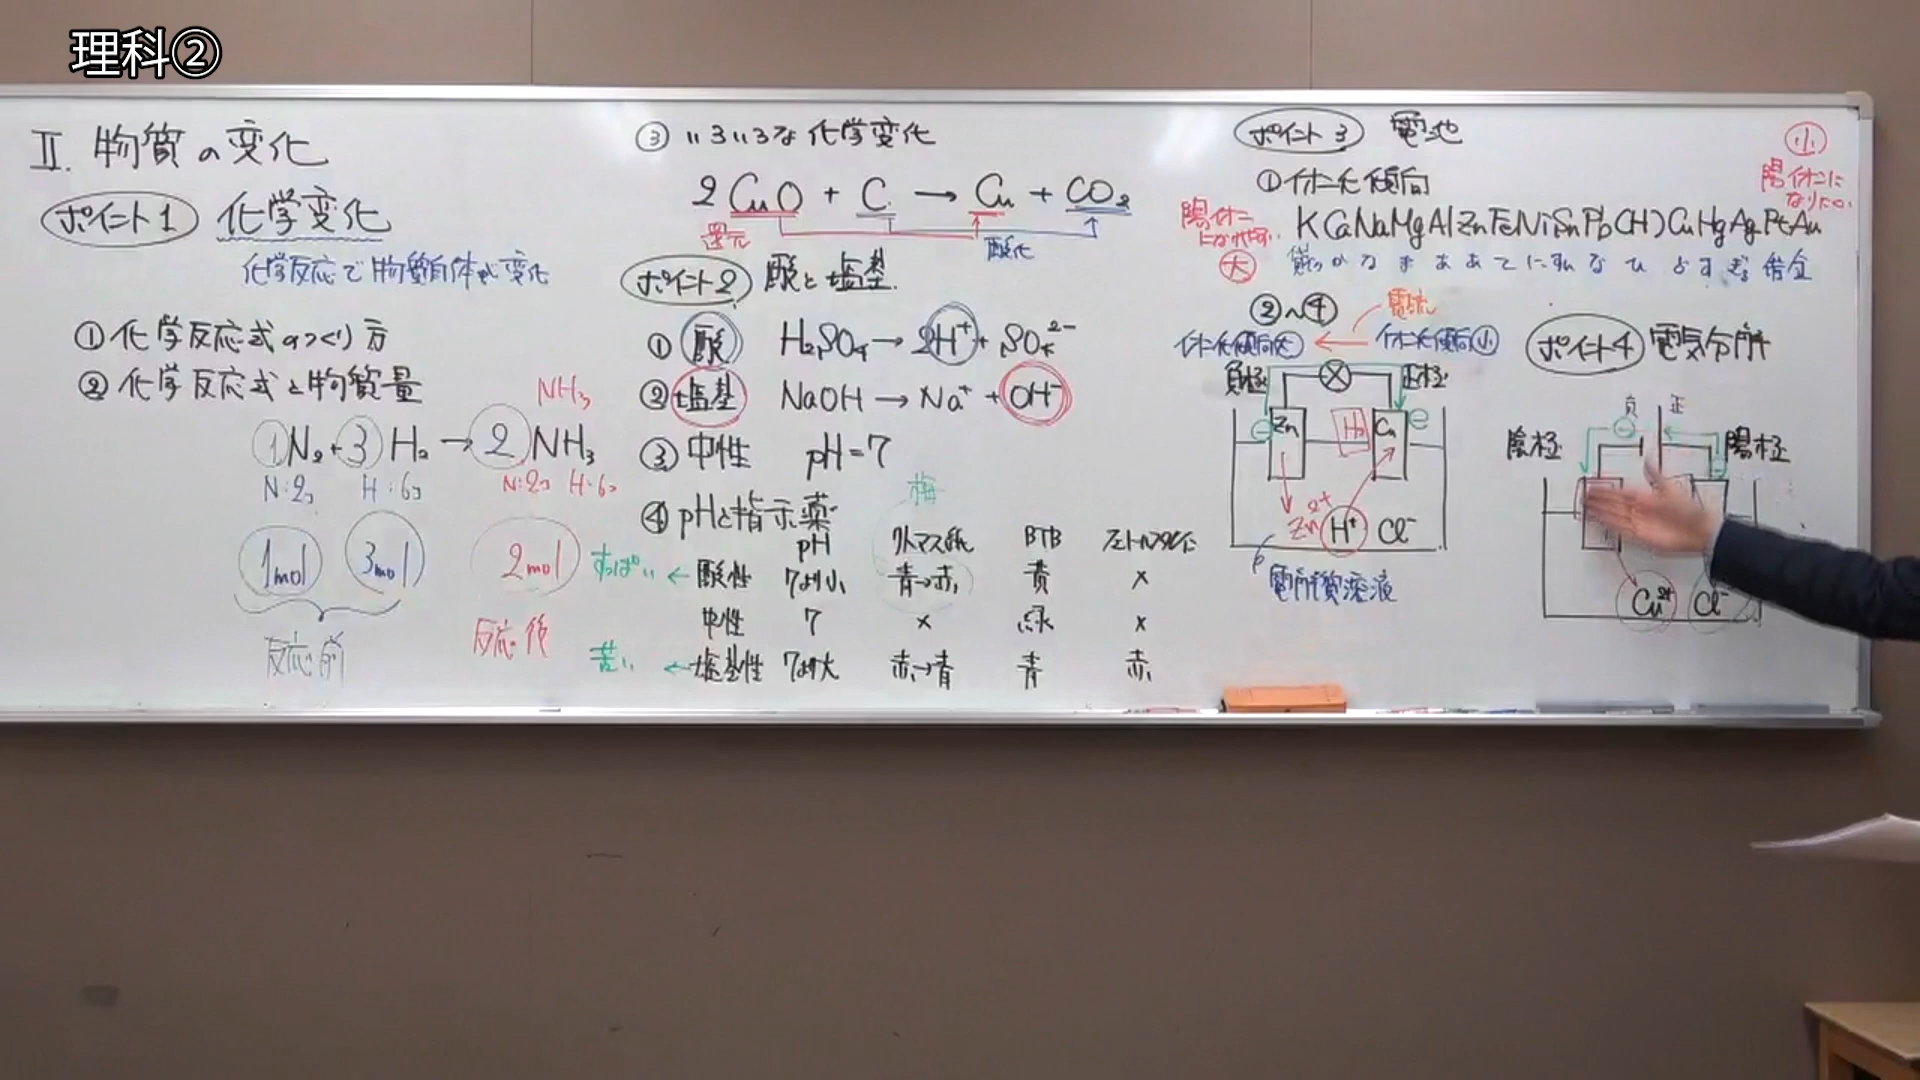 理科②
II. 物質の変化
ポイント1 化学変化
化学反応で物質自体が変化
①化学反応式のつくり方
②化学反応式と物質量
NH₃
1N₂+3H₂→2NH₃
N:2コ H:6コ N:2コ H:6コ
1mol 3mol 2mol
反応前 反応後
③ いろいろな化学変化
2CuO + C → Cu + CO₂
還元 酸化
ポイント2 酸と塩基
① 酸 H₂SO₄→2H⁺+SO₄²⁻
②塩基 NaOH→Na⁺+OH⁻
③中性 pH=7
梅
④pHと指示薬
pH リトマス紙 BTB フェノールフタレイン
すっぱい ← 酸性 7より小 青→赤 黄 ×
中性 7 × 緑 ×
苦い ← 塩基性 7より大 赤→青 青 赤
ポイント3 電池
小
①イオン化傾向
陽イオンに
なりにくい
陽イオン
になりやすい
大
K Ca Na Mg Al Zn Fe Ni Sn Pb (H) Cu Hg Ag Pt Au
貸そうかなまああてにすんなひどすぎる借金
②〜④
電流
イオン化傾向大 ← イオン化傾向小
負極 正極
Zn H₂ Cu
⊖ ⊖
Zn²⁺ H⁺ Cl⁻
電解質溶液
ポイント4 電気分解
負 正
陰極 陽極
Cu²⁺ Cl⁻